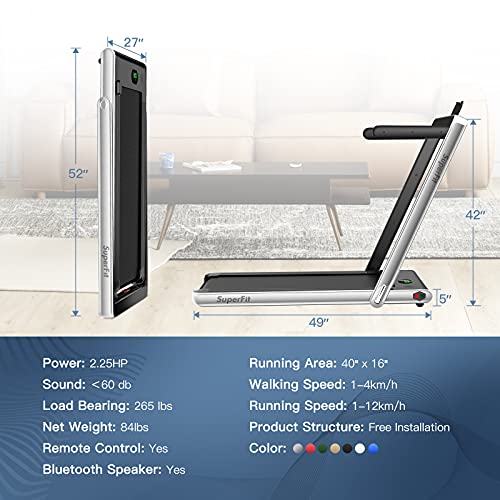 27"
52"
SuperFit
SuperFit
42"
5"
49"
SuperFit
Power: 2.25HP
Sound: <60 db
Load Bearing: 265 lbs
Net Weight: 84lbs
Remote Control: Yes
Bluetooth Speaker: Yes
Running Area: 40" x 16"
Walking Speed: 1-4km/h
Running Speed: 1-12km/h
Product Structure: Free Installation
Color: